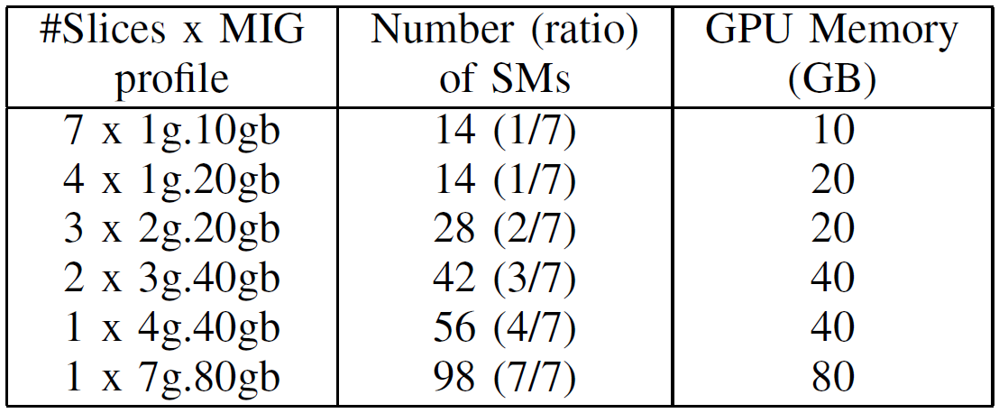 #Slices x MIG profile | Number (ratio) of SMs | GPU Memory (GB)
7 x 1g.10gb 14 (1/7) 10
4 x 1g.20gb 14 (1/7) 20
3 x 2g.20gb 28 (2/7) 20
2 x 3g.40gb 42 (3/7) 40
1 x 4g.40gb 56 (4/7) 40
1 x 7g.80gb 98 (7/7) 80